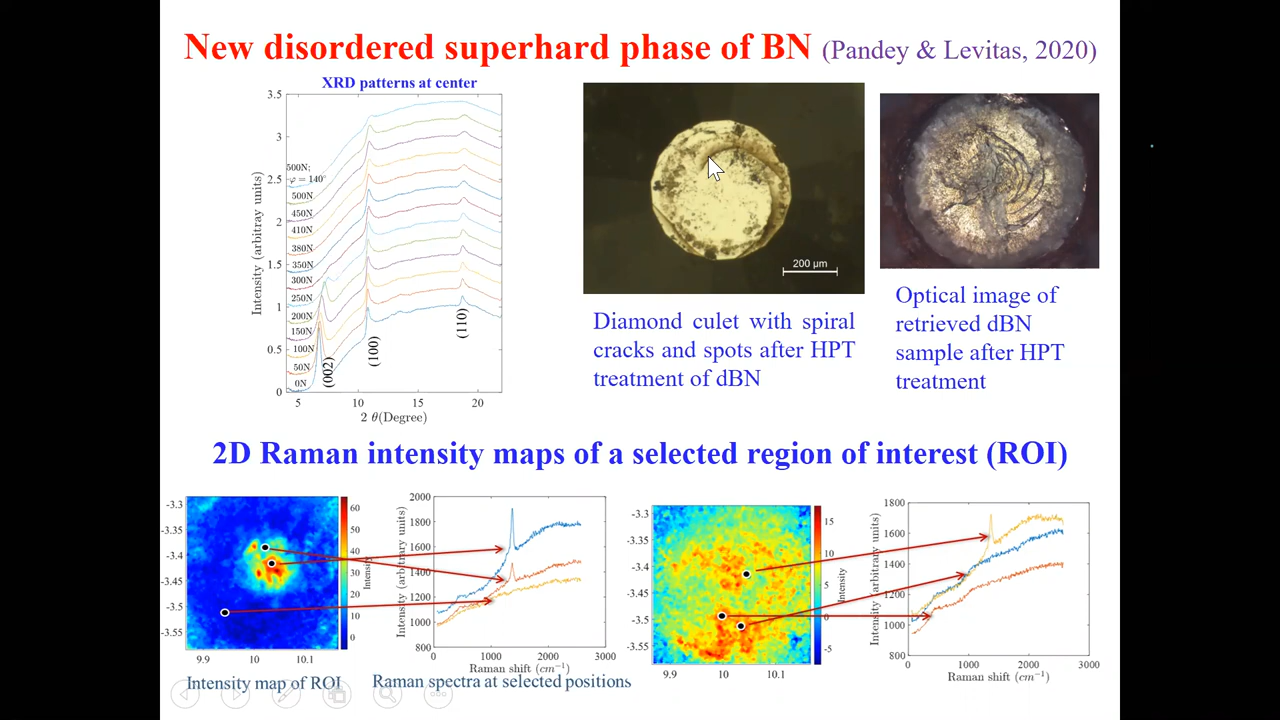 New disordered superhard phase of BN (Pandey & Levitas, 2020)
XRD patterns at center
3.5
3
2.5
2
1.5
1
0.5
0
Intensity (arbitray units)
500N;
φ = 140°
500N
450N
410N
380N
350N
300N
250N
200N
150N
100N
50N
0N
(002)
(100)
(110)
5
10
15
20
2 θ(Degree)
200 μm
Diamond culet with spiral
cracks and spots after HPT
treatment of dBN
Optical image of
retrieved dBN
sample after HPT
treatment
2D Raman intensity maps of a selected region of interest (ROI)
-3.3
-3.35
-3.4
-3.45
-3.5
-3.55
9.9
10
10.1
60
50
40
30
20
10
0
Intensity
Intensity map of ROI
2000
1800
1600
1400
1200
1000
800
Intensity (arbitrary units)
0
1000
2000
3000
Raman shift (cm⁻¹)
Raman spectra at selected positions
-3.3
-3.35
-3.4
-3.45
-3.5
-3.55
9.9
10
10.1
15
10
5
0
-5
Intensity
1800
1600
1400
1200
1000
800
Intensity (arbitrary units)
0
1000
2000
3000
Raman shift (cm⁻¹)